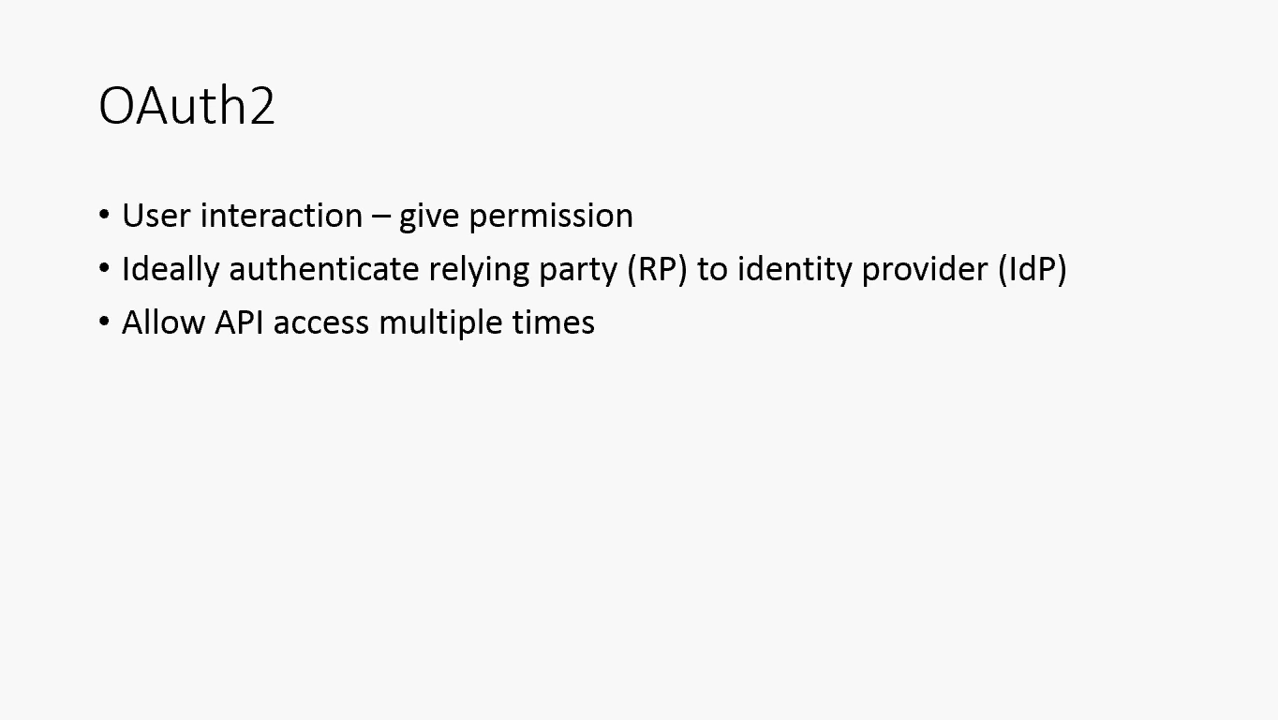 OAuth2
• User interaction – give permission
• Ideally authenticate relying party (RP) to identity provider (IdP)
• Allow API access multiple times